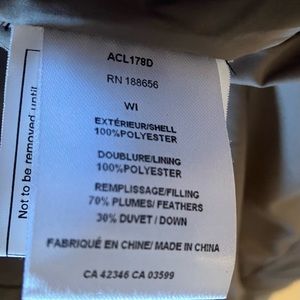 ACL178D
RN 188656
WI
EXTÉRIEUR/SHELL
100%POLYESTER
DOUBLURE/LINING
100%POLYESTER
REMPLISSAGE/FILLING
70% PLUMES/ FEATHERS
30% DUVET / DOWN
FABRIQUÉ EN CHINE/ MADE IN CHINA
CA 42346 CA 03599
Not to be removed until